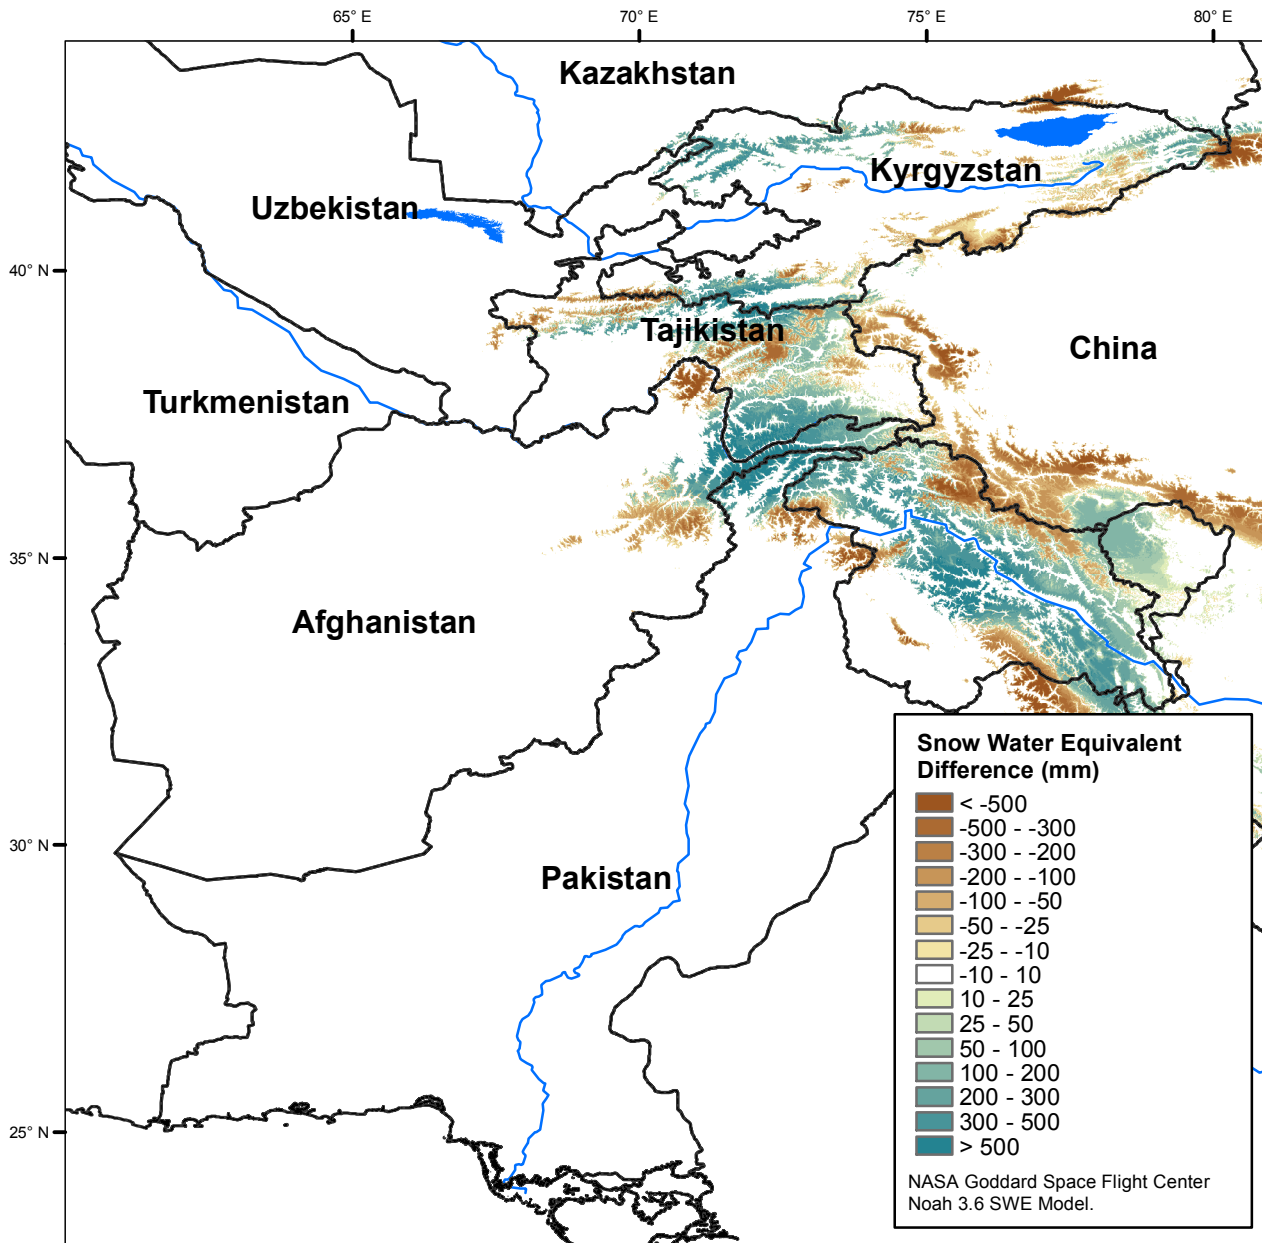 65° E
70° E
75° E
80° E
Kazakhstan
Kyrgyzstan
Uzbekistan
40° N
Tajikistan
China
Turkmenistan
35° N
Afghanistan
30° N
Pakistan
25° N
Snow Water Equivalent
Difference (mm)
< -500
-500 - -300
-300 - -200
-200 - -100
-100 - -50
-50 - -25
-25 - -10
-10 - 10
10 - 25
25 - 50
50 - 100
100 - 200
200 - 300
300 - 500
> 500
NASA Goddard Space Flight Center
Noah 3.6 SWE Model.